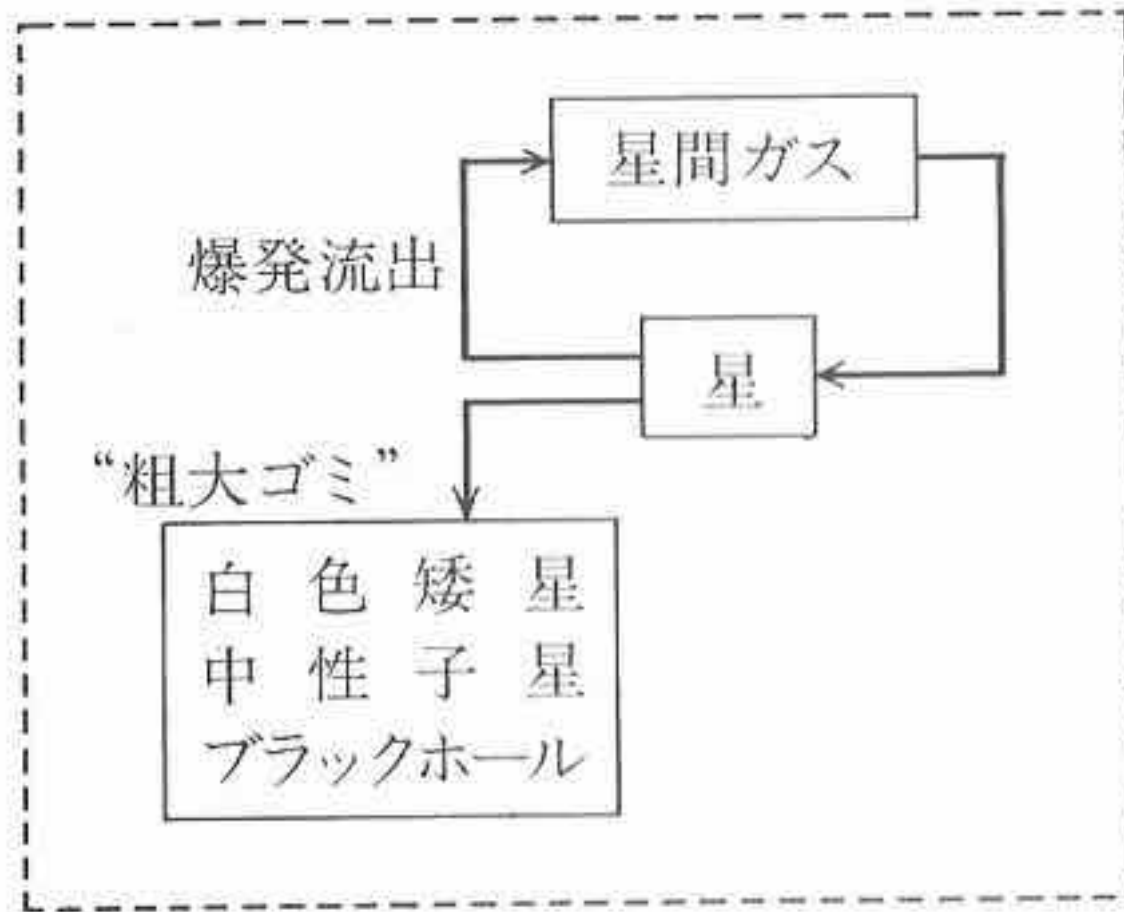 星間ガス
爆発流出
星
“粗大ゴミ”
白色矮星
中性子星
ブラックホール